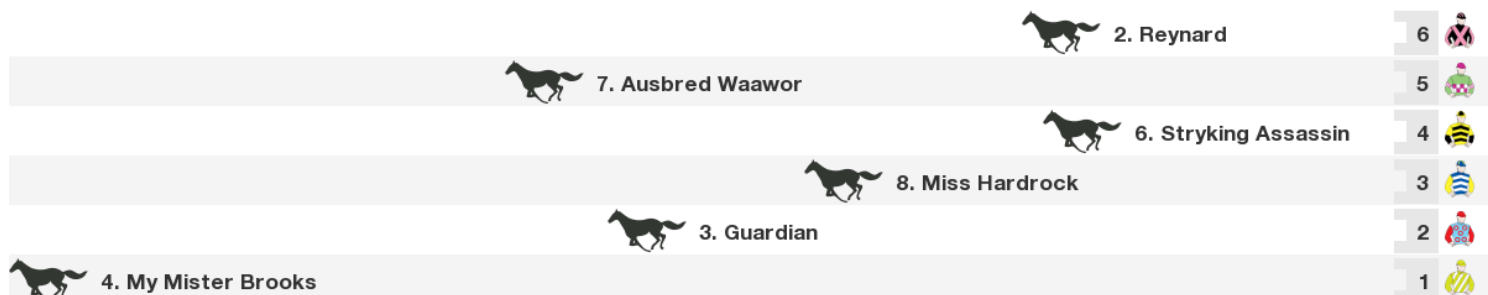 2. Reynard 6
7. Ausbred Waawor 5
6. Stryking Assassin 4
8. Miss Hardrock 3
3. Guardian 2
4. My Mister Brooks 1